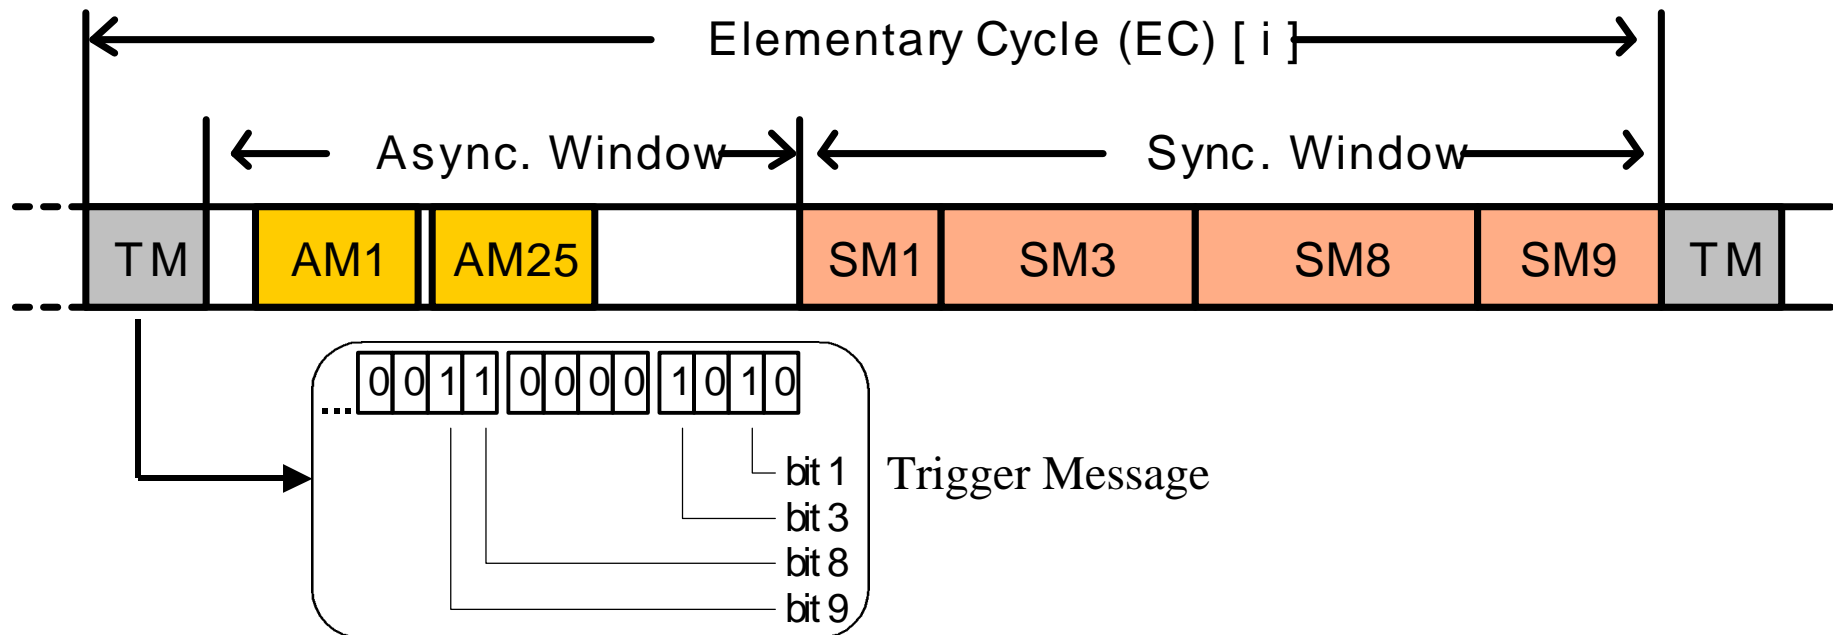 Elementary Cycle (EC) [ i ]
Async. Window
Sync. Window
TM
AM1
AM25
SM1
SM3
SM8
SM9
TM
...
0 0 1 1 0 0 0 0 1 0 1 0
bit 1
Trigger Message
bit 3
bit 8
bit 9